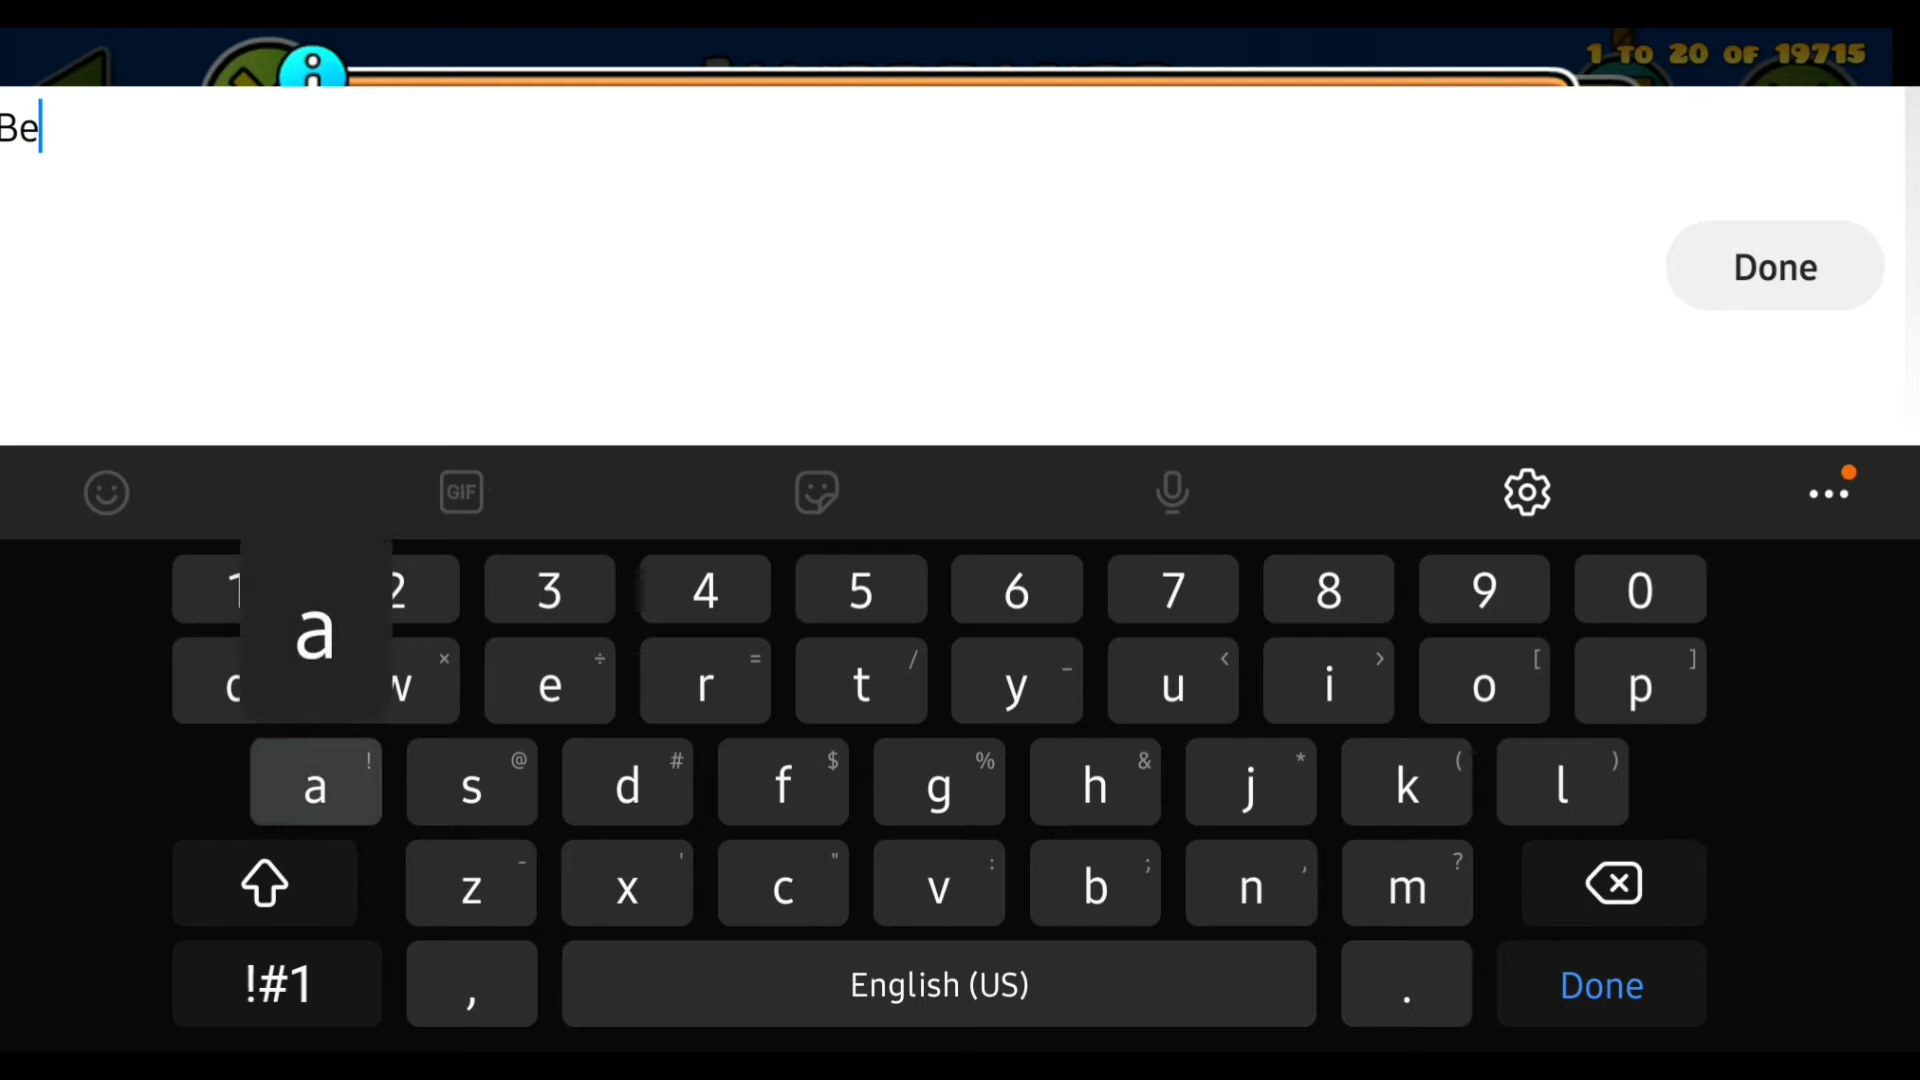 1 TO 20 OF 19715
Be
Done
GIF
1 2 3 4 5 6 7 8 9 0
a
w × e ÷ r = t / y _ u < i > o [ p ]
a ! s @ d # f $ g % h & j * k ( l )
z - x ' c " v : b ; n , m ?
!#1 , English (US) . Done